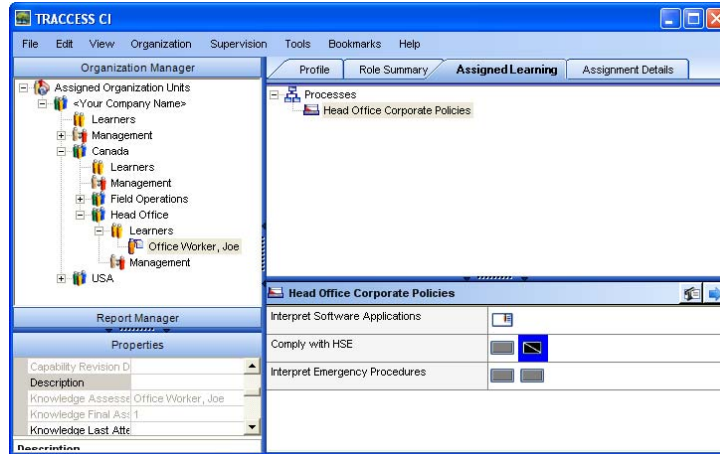 TRACCESS CI
File Edit View Organization Supervision Tools Bookmarks Help
Organization Manager
Assigned Organization Units
<Your Company Name>
Learners
Management
Canada
Learners
Management
Field Operations
Head Office
Learners
Office Worker, Joe
Management
USA
Report Manager
Properties
Capability Revision D
Description
Knowledge Assesse Office Worker, Joe
Knowledge Final Ass 1
Knowledge Last Atte
Description
Profile Role Summary Assigned Learning Assignment Details
Processes
Head Office Corporate Policies
Head Office Corporate Policies
Interpret Software Applications
Comply with HSE
Interpret Emergency Procedures